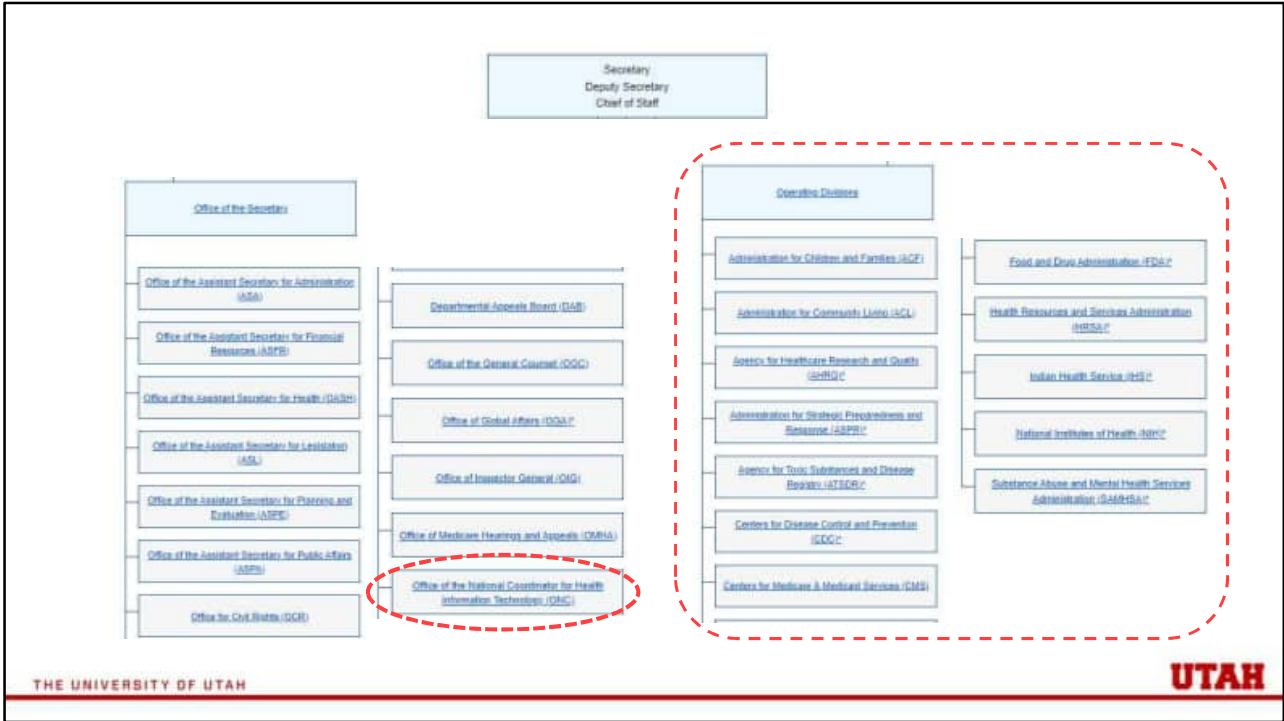 Secretary
Deputy Secretary
Chief of Staff
Office of the Secretary
Office of the Assistant Secretary for Administration
(ASA)
Office of the Assistant Secretary for Financial
Resources (ASFR)
Office of the Assistant Secretary for Health (OASH)
Office of the Assistant Secretary for Legislation
(ASL)
Office of the Assistant Secretary for Planning and
Evaluation (ASPE)
Office of the Assistant Secretary for Public Affairs
(ASPA)
Office for Civil Rights (OCR)
Departmental Appeals Board (DAB)
Office of the General Counsel (OGC)
Office of Global Affairs (OGA)*
Office of Inspector General (OIG)
Office of Medicare Hearings and Appeals (OMHA)
Office of the National Coordinator for Health
Information Technology (ONC)
Operating Divisions
Administration for Children and Families (ACF)
Administration for Community Living (ACL)
Agency for Healthcare Research and Quality
(AHRQ)*
Administration for Strategic Preparedness and
Response (ASPR)*
Agency for Toxic Substances and Disease
Registry (ATSDR)*
Centers for Disease Control and Prevention
(CDC)*
Centers for Medicare & Medicaid Services (CMS)
Food and Drug Administration (FDA)*
Health Resources and Services Administration
(HRSA)*
Indian Health Service (IHS)*
National Institutes of Health (NIH)*
Substance Abuse and Mental Health Services
Administration (SAMHSA)*
THE UNIVERSITY OF UTAH
UTAH